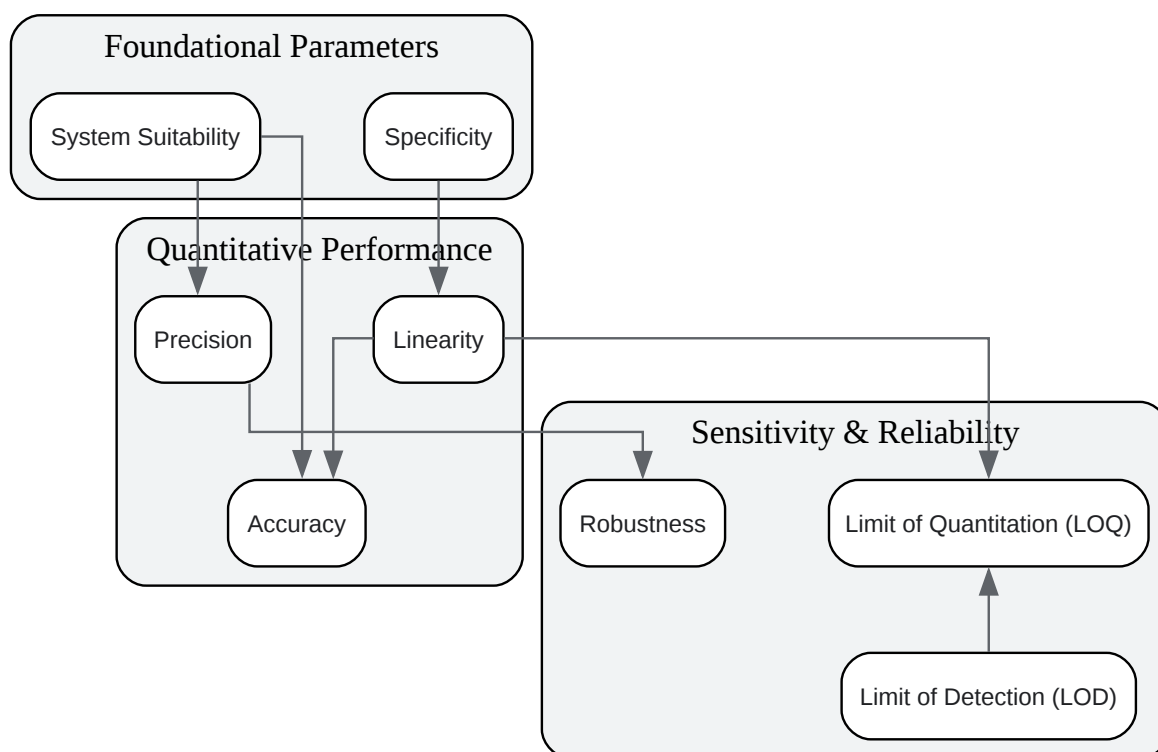 Foundational Parameters
System Suitability
Specificity
Quantitative Performance
Precision
Linearity
Sensitivity & Reliability
Accuracy
Robustness
Limit of Quantitation (LOQ)
Limit of Detection (LOD)